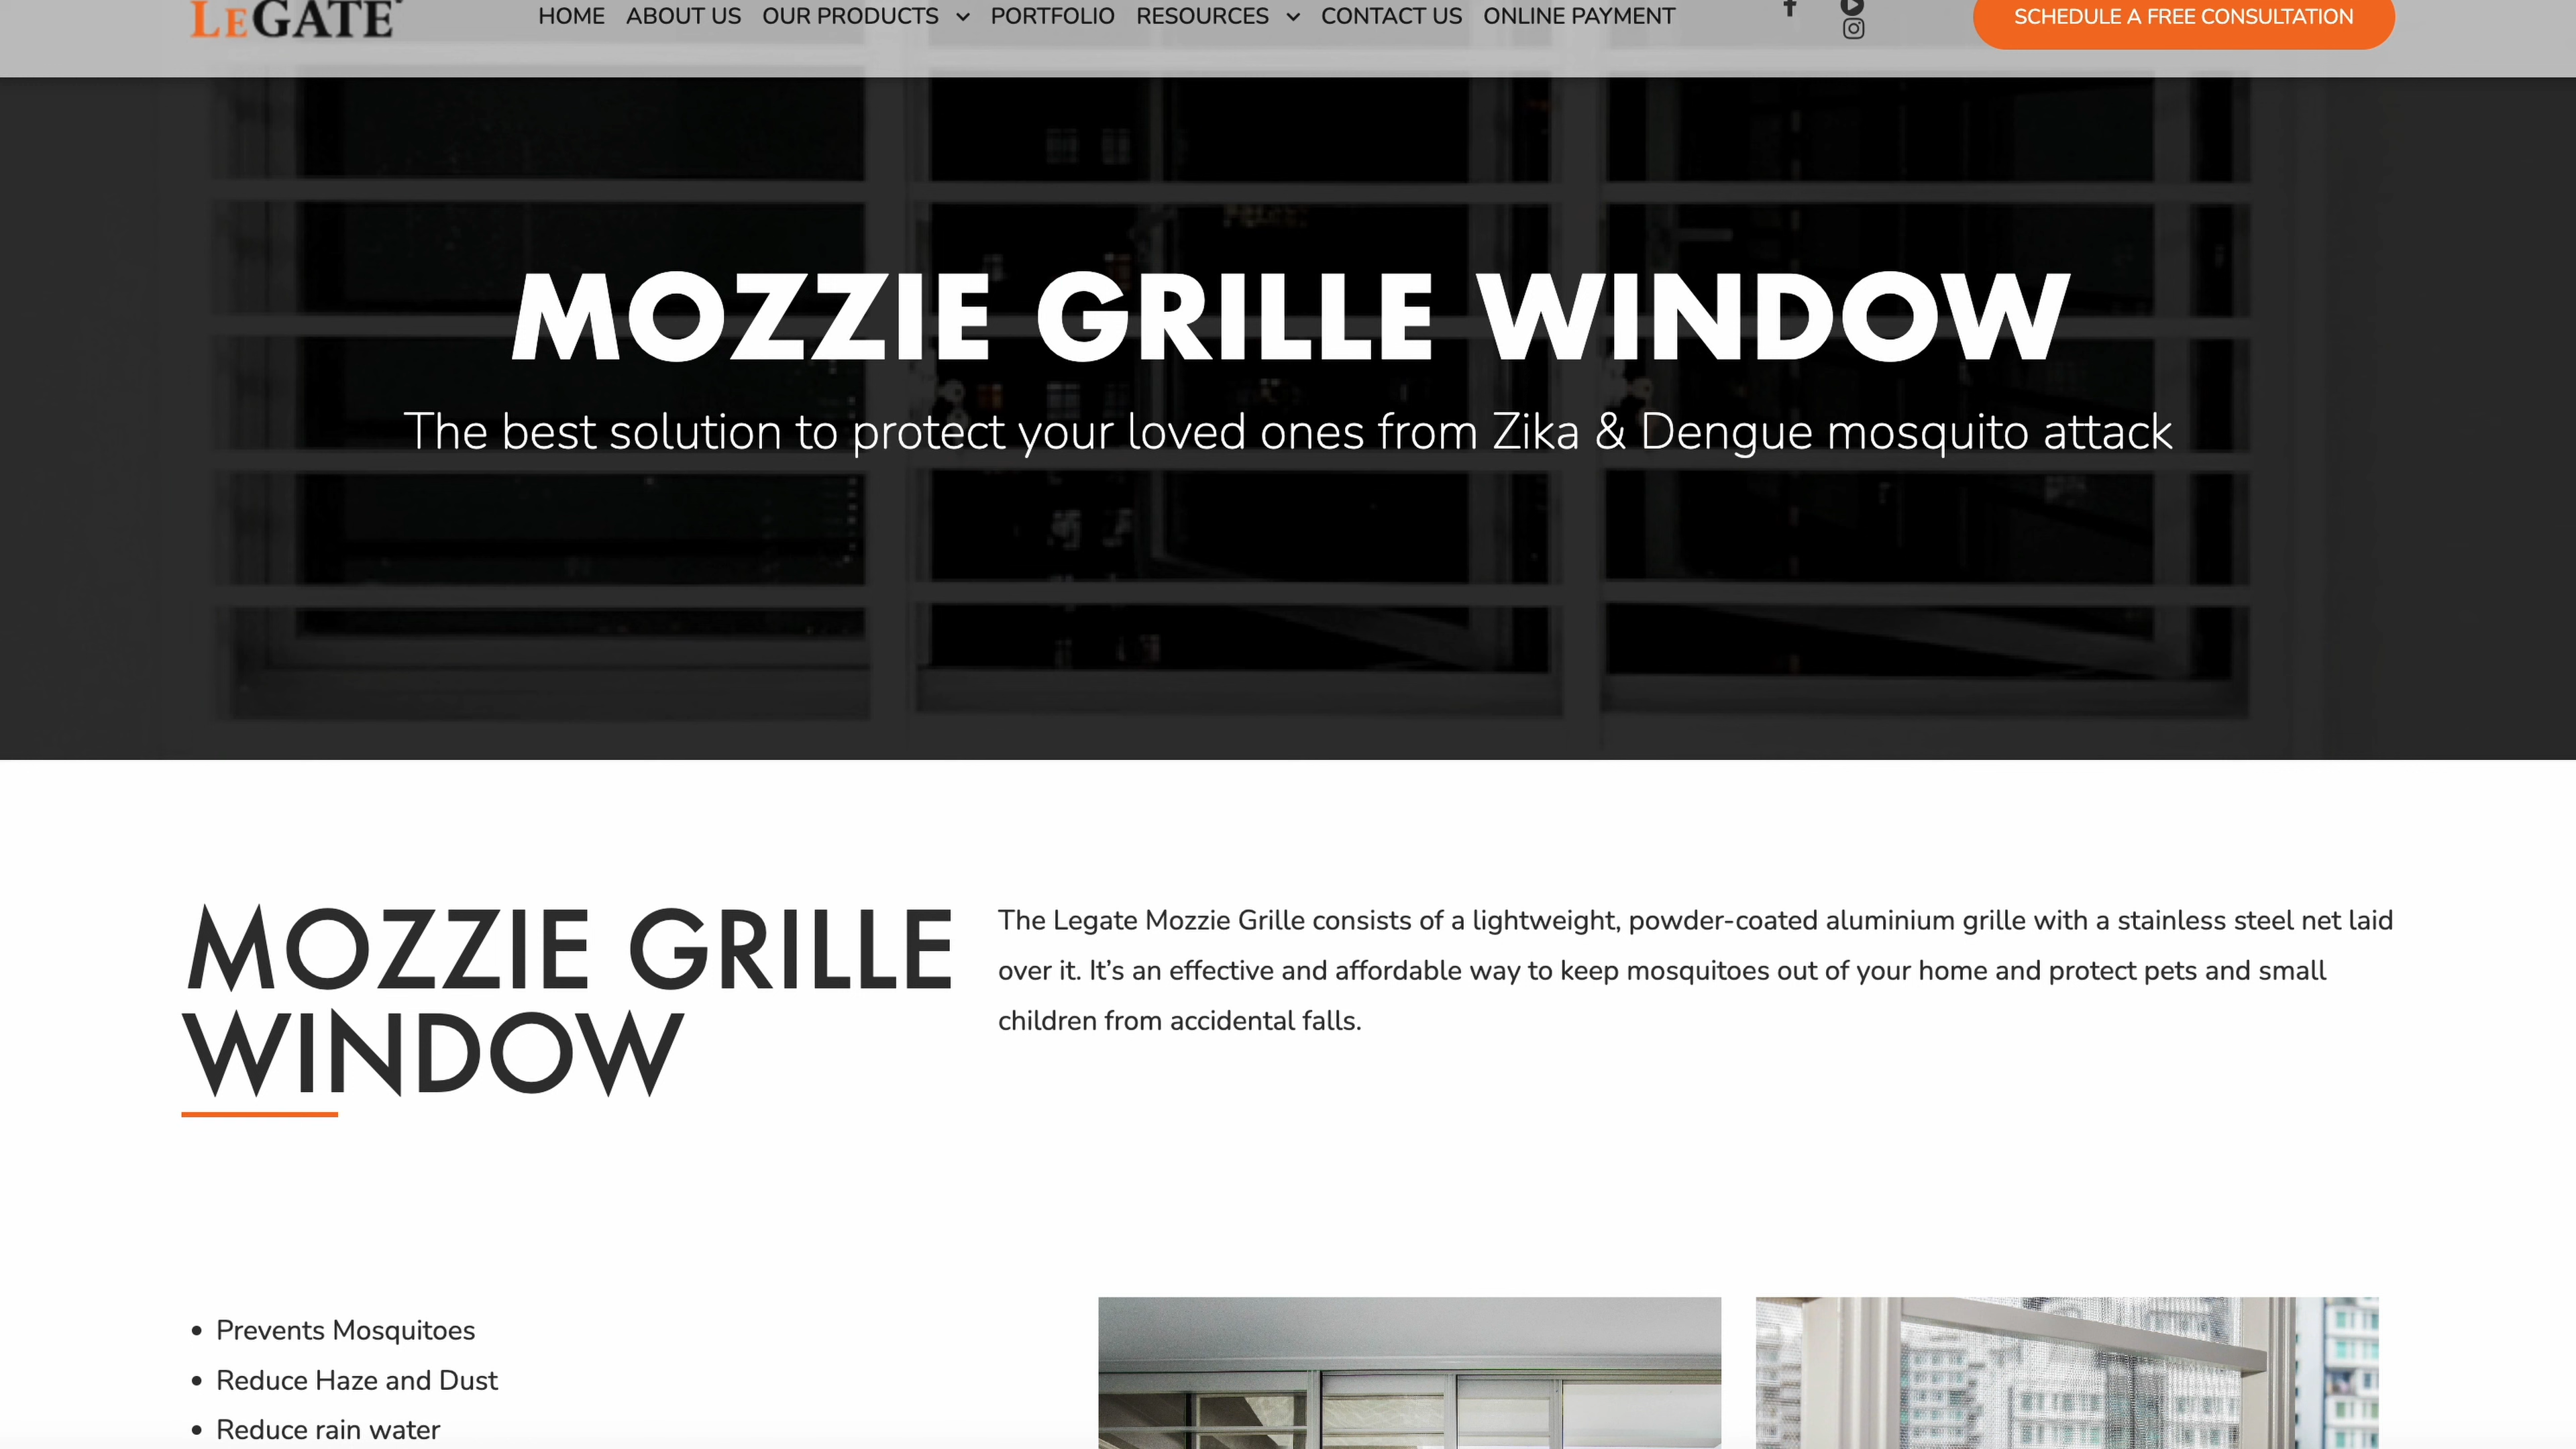 LEGATE
HOME ABOUT US OUR PRODUCTS PORTFOLIO RESOURCES CONTACT US ONLINE PAYMENT
SCHEDULE A FREE CONSULTATION
MOZZIE GRILLE WINDOW
The best solution to protect your loved ones from Zika & Dengue mosquito attack
MOZZIE GRILLE
WINDOW
The Legate Mozzie Grille consists of a lightweight, powder-coated aluminium grille with a stainless steel net laid
over it. It’s an effective and affordable way to keep mosquitoes out of your home and protect pets and small
children from accidental falls.
• Prevents Mosquitoes
• Reduce Haze and Dust
• Reduce rain water